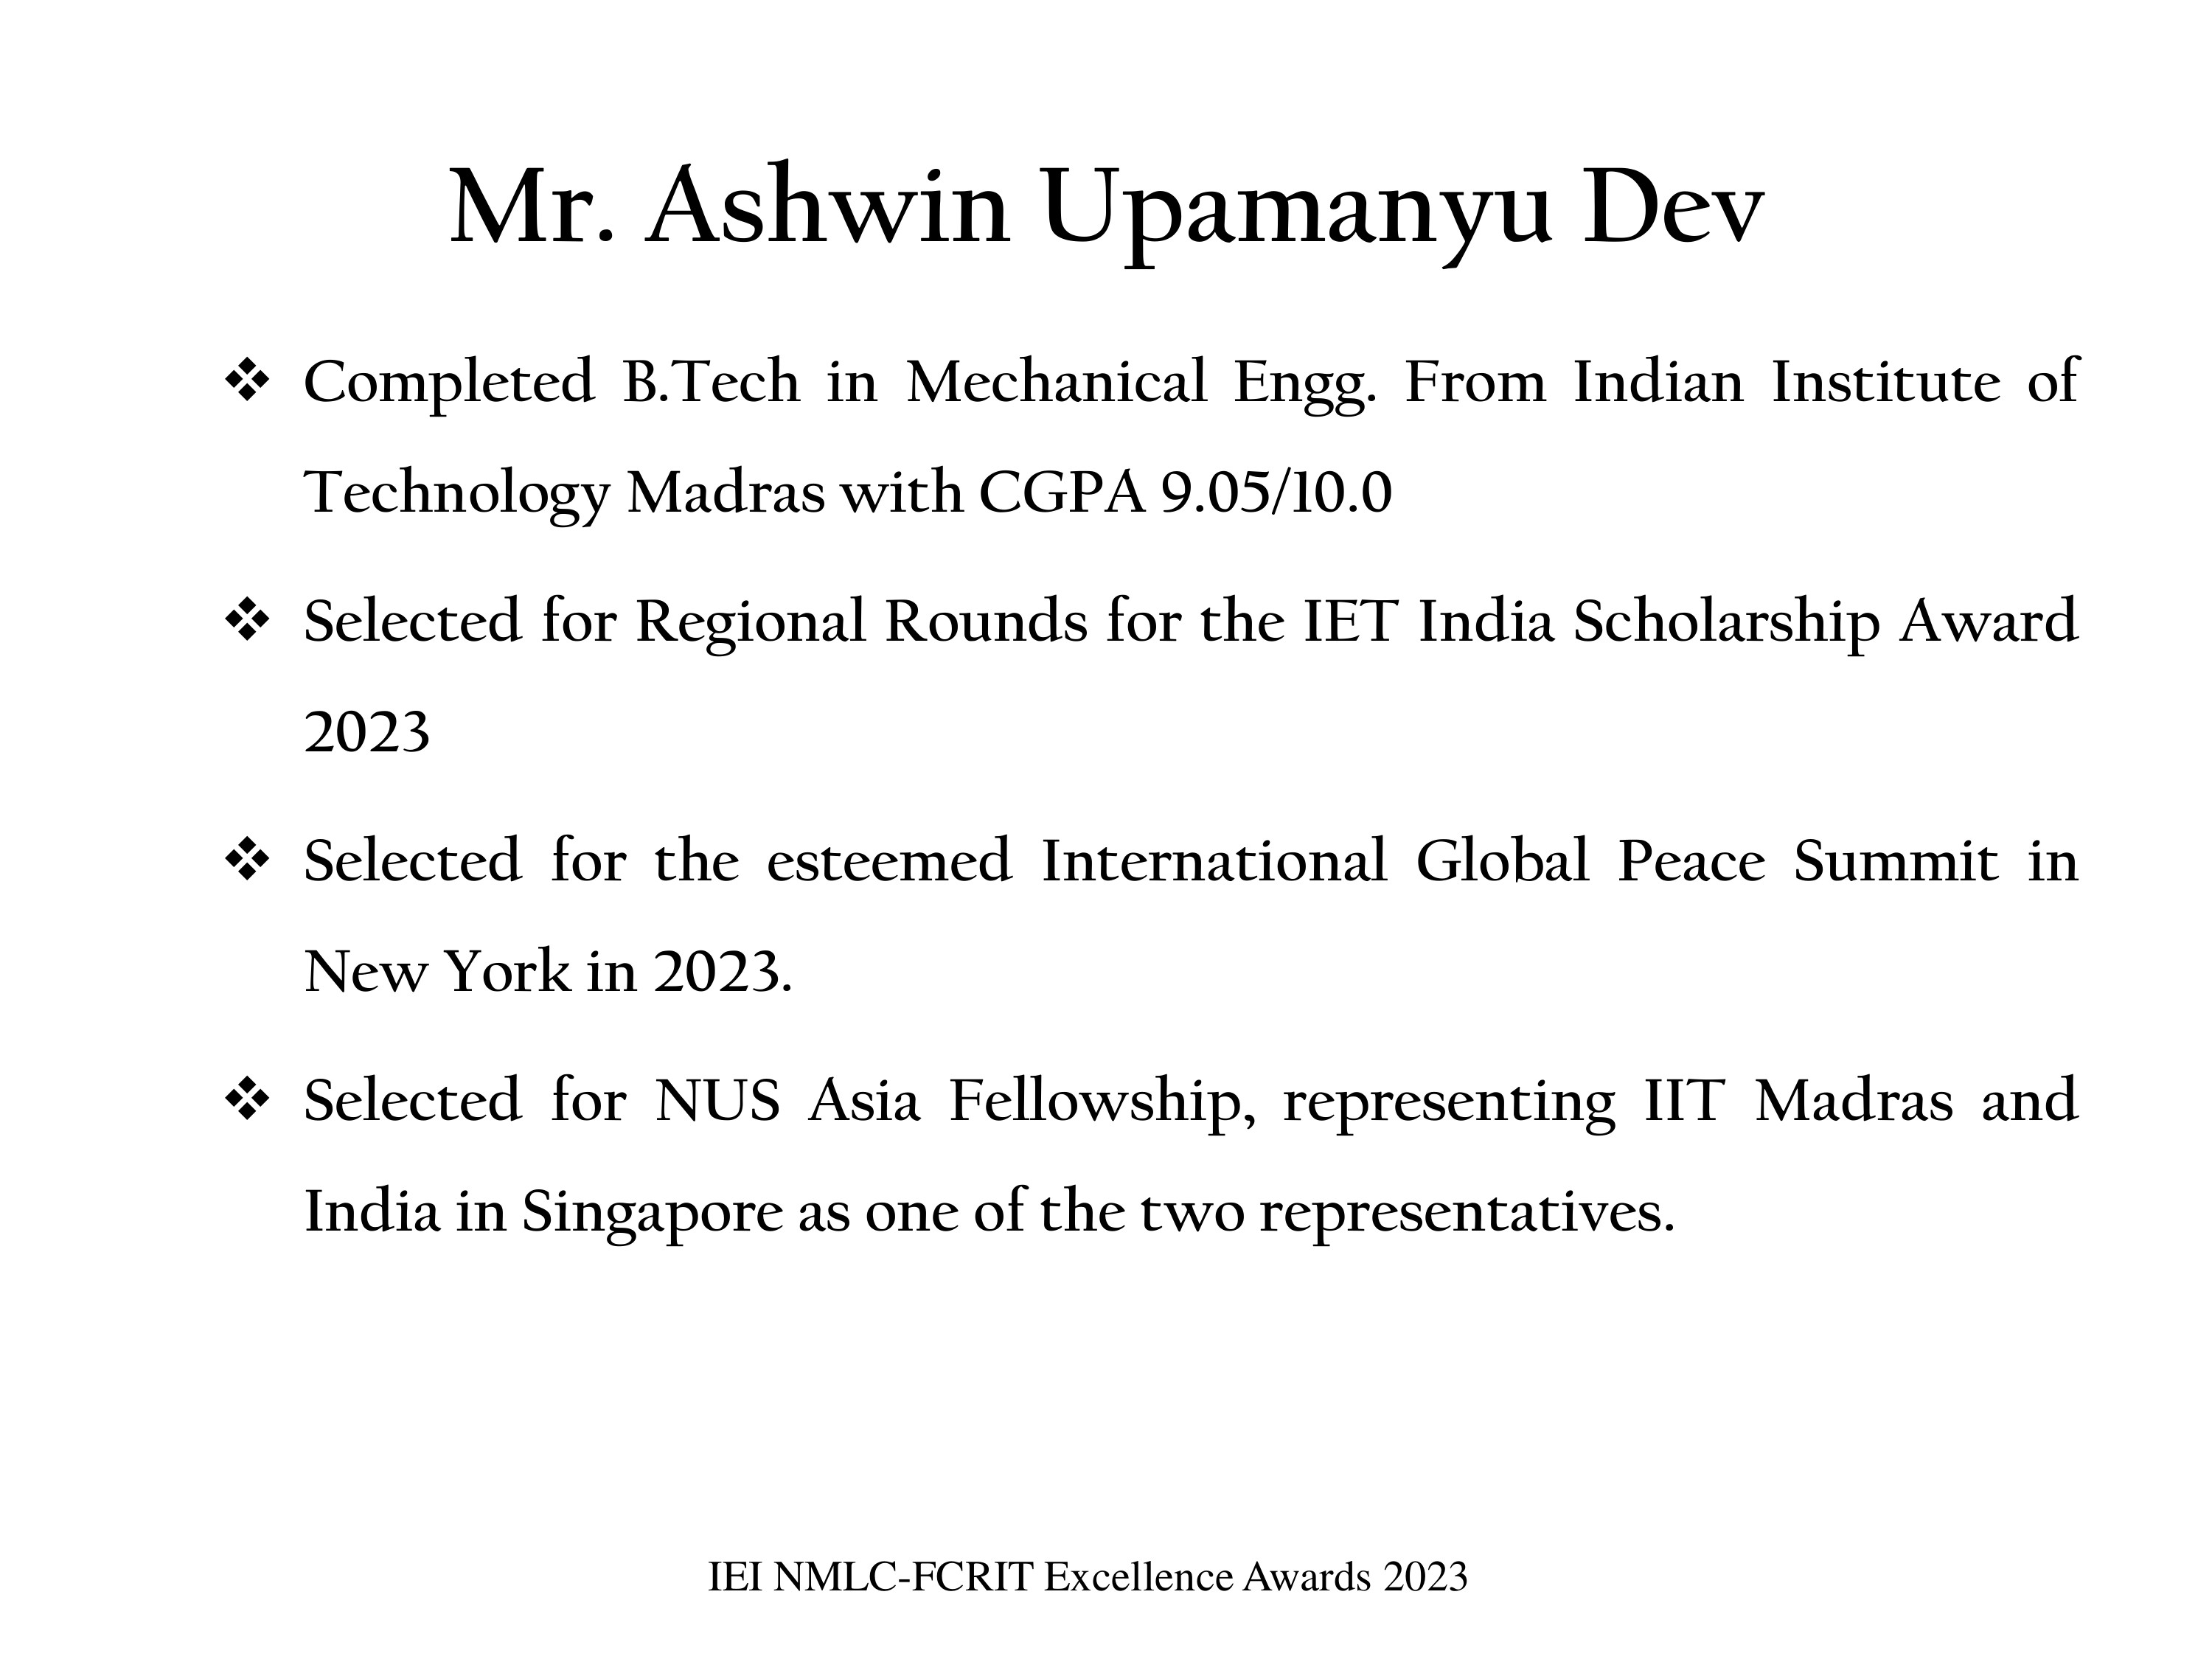 Mr. Ashwin Upamanyu Dev
❖ Completed B.Tech in Mechanical Engg. From Indian Institute of
Technology Madras with CGPA 9.05/10.0
❖ Selected for Regional Rounds for the IET India Scholarship Award
2023
❖ Selected for the esteemed International Global Peace Summit in
New York in 2023.
❖ Selected for NUS Asia Fellowship, representing IIT Madras and
India in Singapore as one of the two representatives.
IEI NMLC-FCRIT Excellence Awards 2023